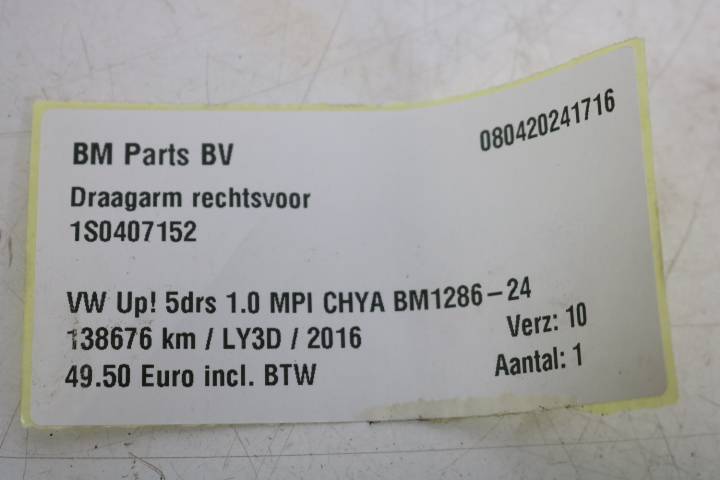 BM Parts BV
080420241716
Draagarm rechtsvoor
1S0407152
VW Up! 5drs 1.0 MPI CHYA BM1286-24
138676 km / LY3D / 2016
Verz: 10
49.50 Euro incl. BTW
Aantal: 1